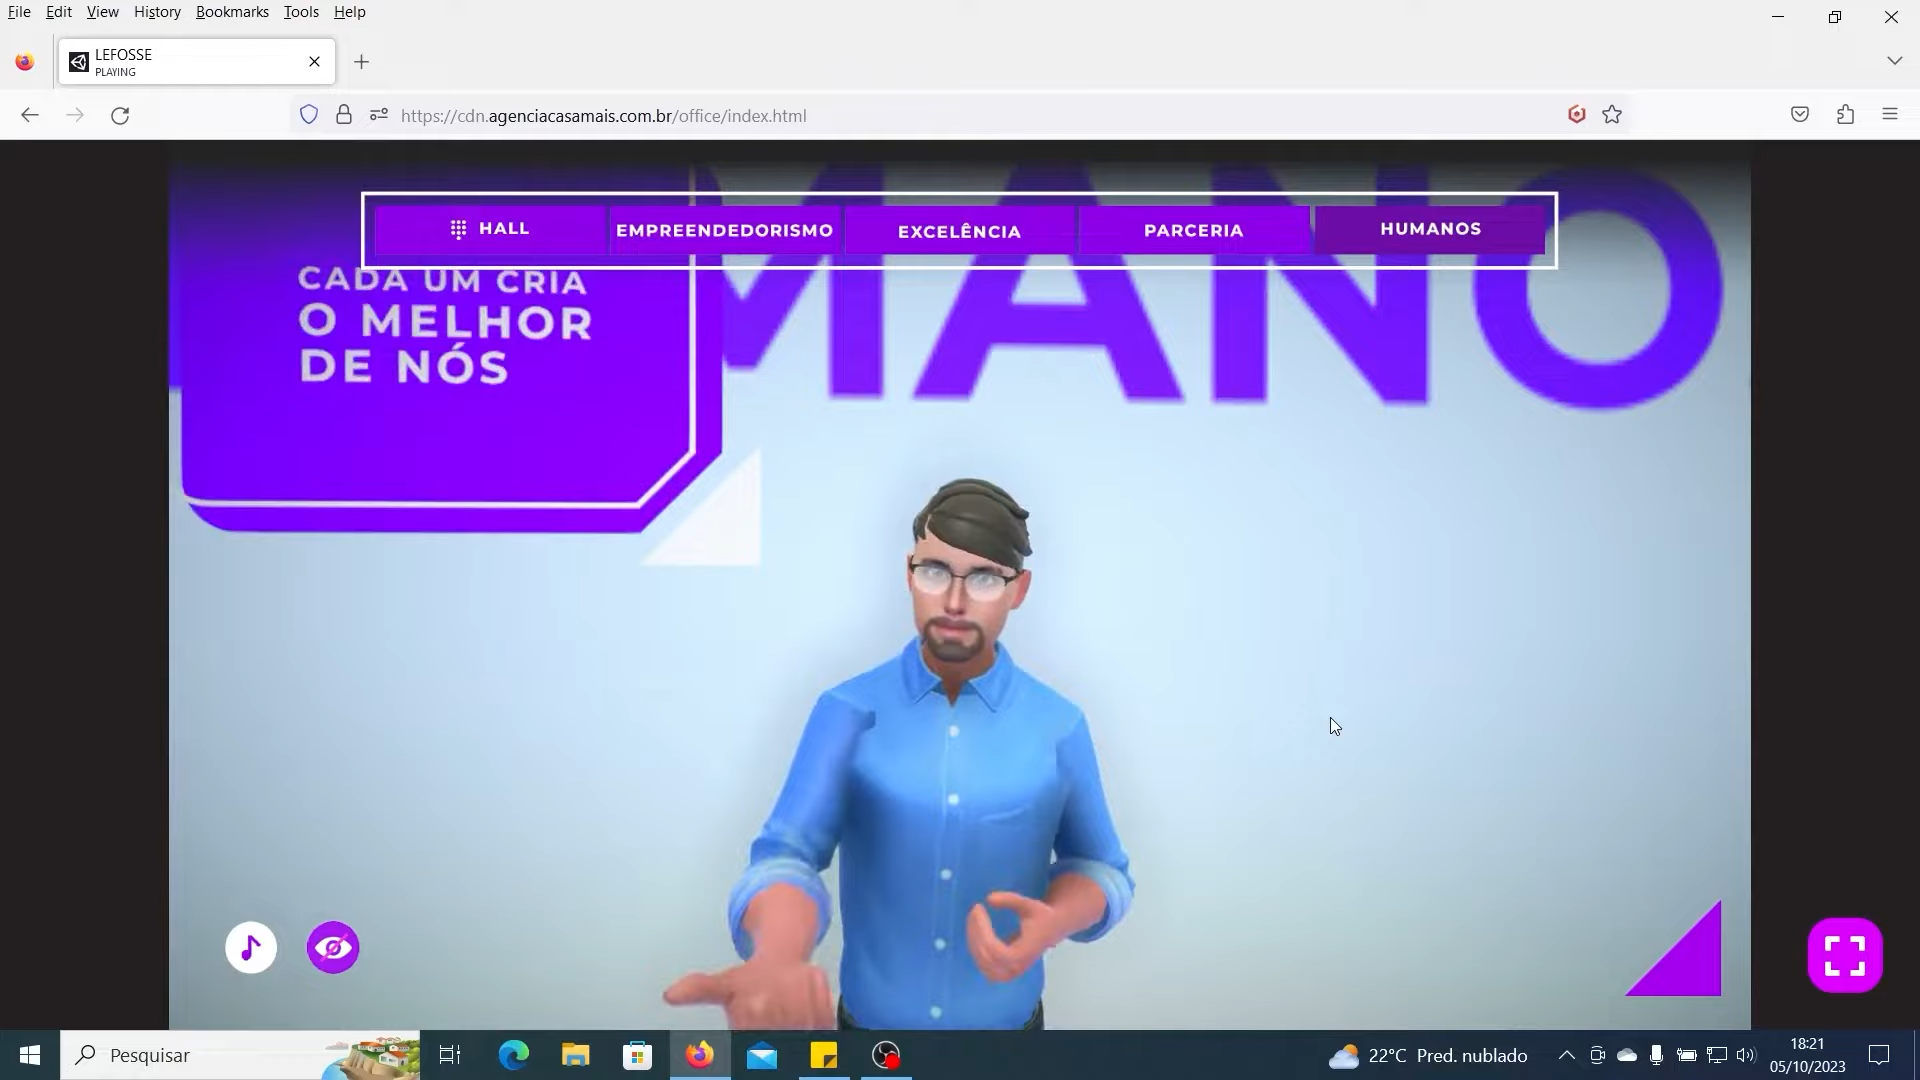 File Edit View History Bookmarks Tools Help
LEFOSSE
PLAYING
https://cdn.agenciacasamais.com.br/office/index.html
MANO
HALL EMPREENDEDORISMO EXCELÊNCIA PARCERIA HUMANOS
CADA UM CRIA
O MELHOR
DE NÓS
Pesquisar
22°C Pred. nublado
18:21
05/10/2023